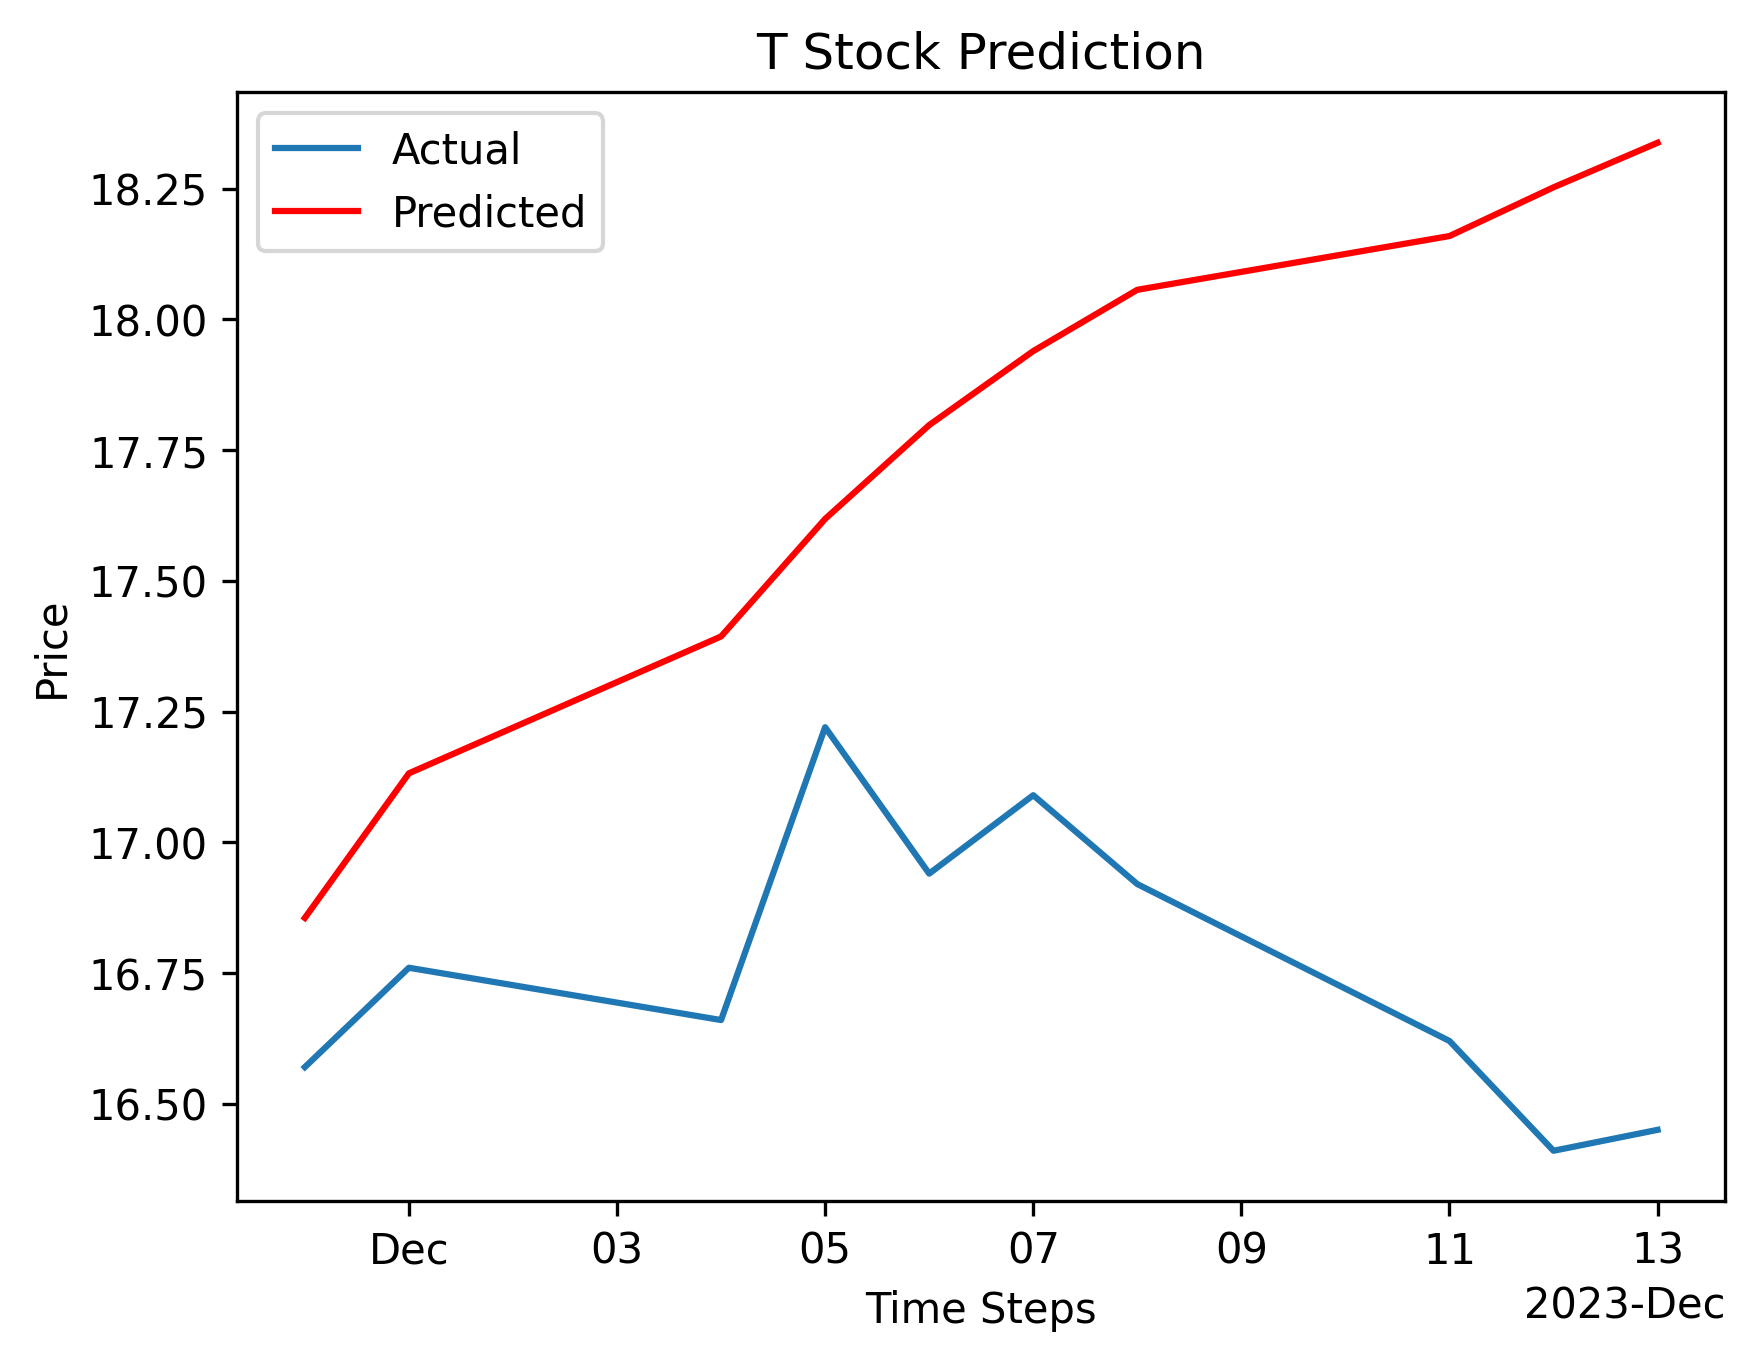 T Stock Prediction
Actual
Predicted
18.25
18.00
17.75
17.50
17.25
17.00
16.75
16.50
Price
Dec 03 05 07 09 11 13
2023-Dec
Time Steps